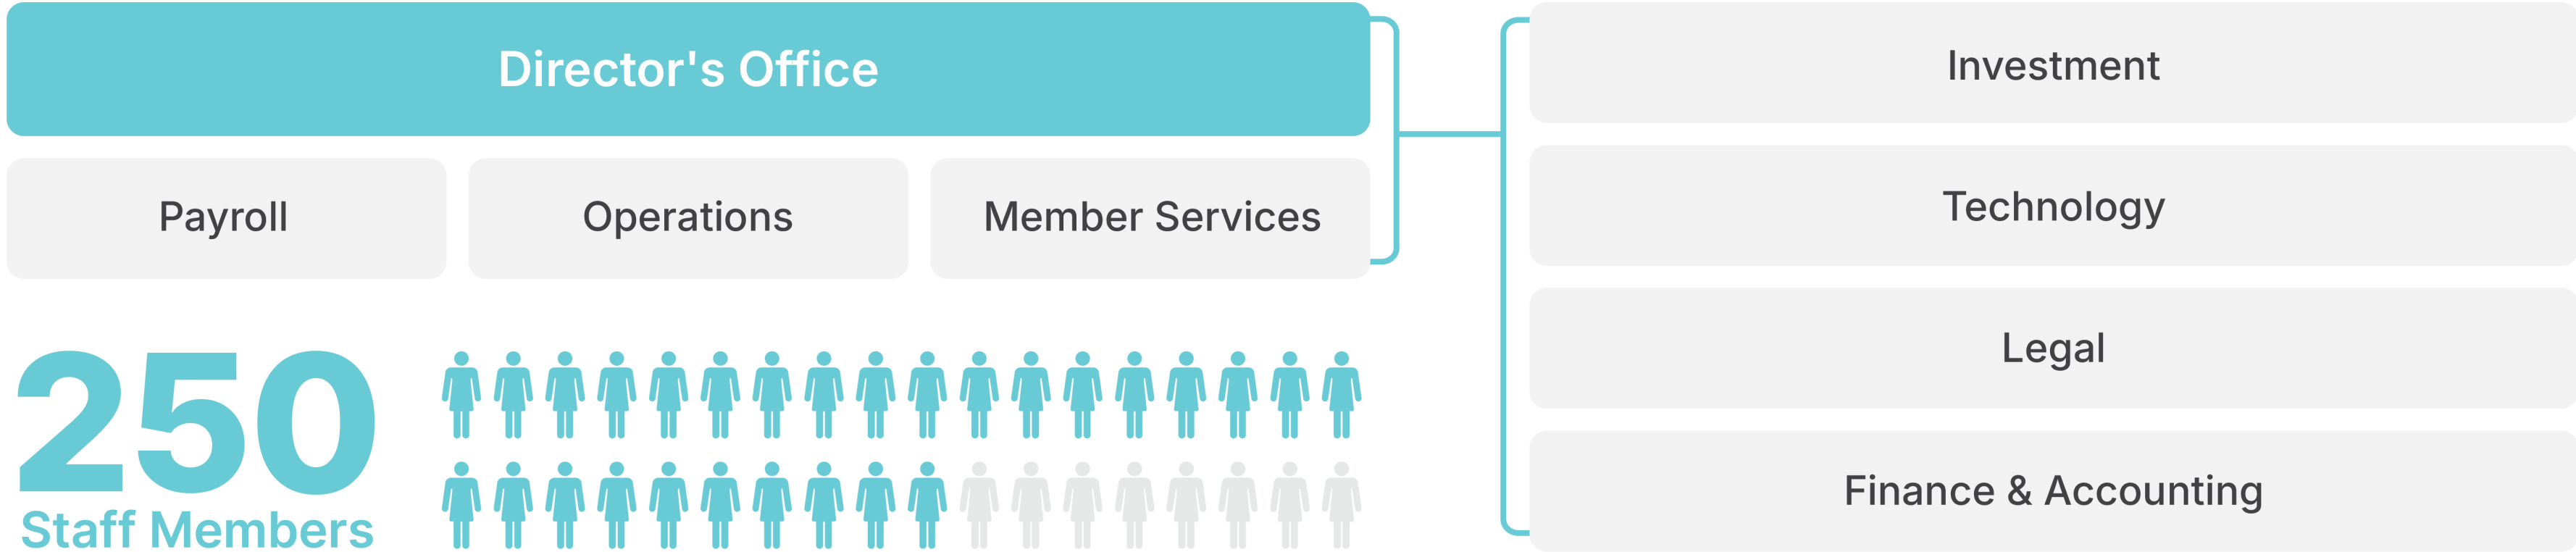 Director's Office
Payroll
Operations
Member Services
250
Staff Members
Investment
Technology
Legal
Finance & Accounting